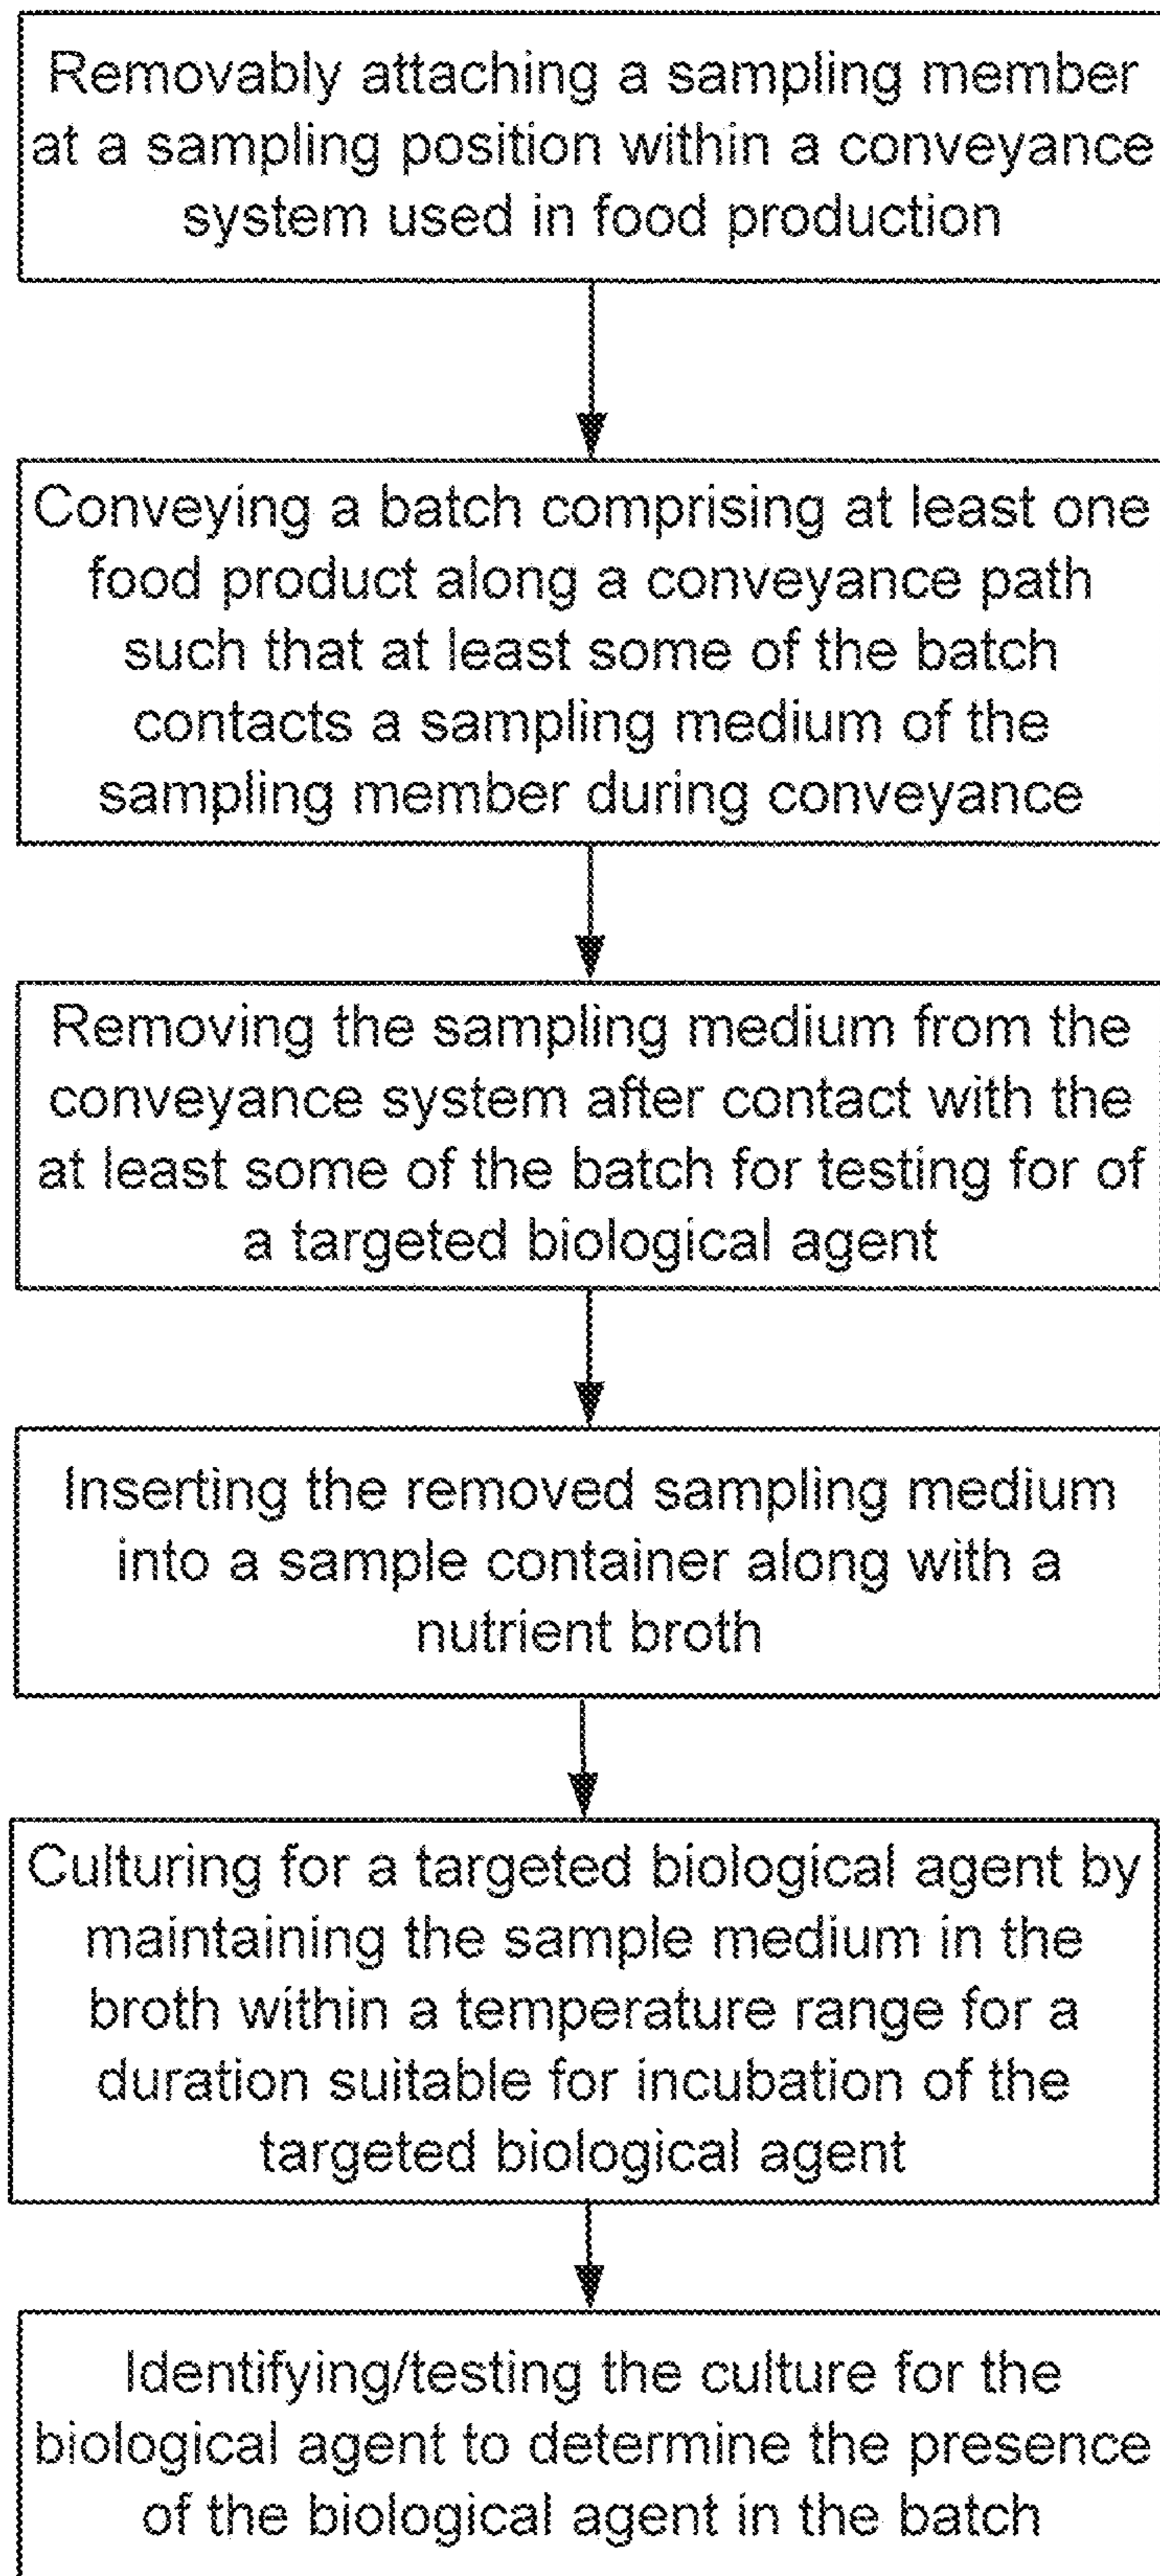 Removably attaching a sampling member
at a sampling position within a conveyance
system used in food production
Conveying a batch comprising at least one
food product along a conveyance path
such that at least some of the batch
contacts a sampling medium of the
sampling member during conveyance
Removing the sampling medium from the
conveyance system after contact with the
at least some of the batch for testing for of
a targeted biological agent
Inserting the removed sampling medium
into a sample container along with a
nutrient broth
Culturing for a targeted biological agent by
maintaining the sample medium in the
broth within a temperature range for a
duration suitable for incubation of the
targeted biological agent
Identifying/testing the culture for the
biological agent to determine the presence
of the biological agent in the batch